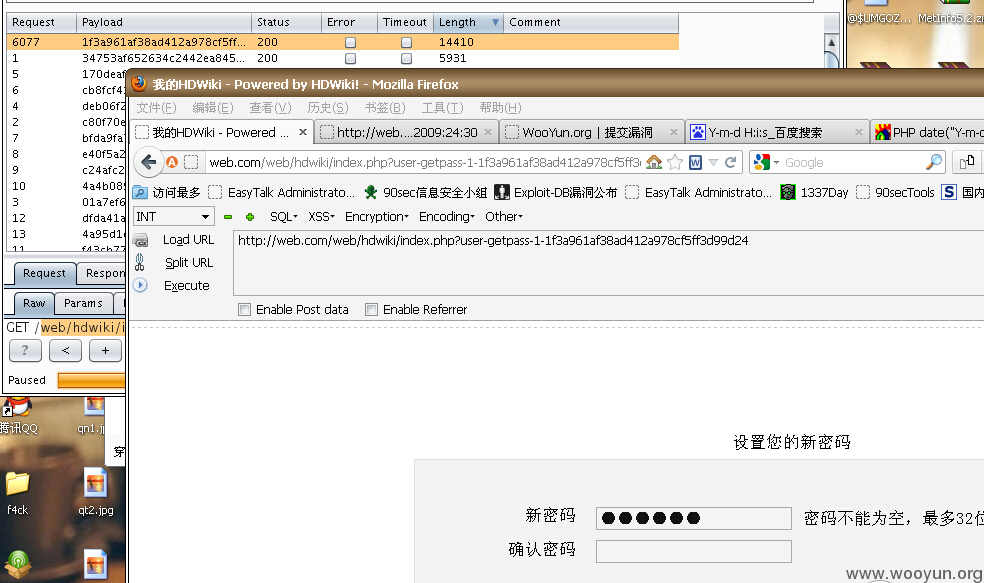 Request Payload Status Error Timeout Length Comment
6077 1f3a961af38ad412a978cf5ff... 200 14410
1 34753af652634c2442ea845... 200 5931
5 170deaf
6 cb8fcf4
4 deb06f2
2 c80f70e
7 bfda9fa
8 e40f5a2
9 c24afc2
10 4a4b08
3 01a7ef6
12 dfda41a
13 4a95d1
11 f43cb77
@$UMGQZ... MetInfo5.2.zi
我的HDWiki - Powered by HDWiki! - Mozilla Firefox
文件(F) 编辑(E) 查看(V) 历史(S) 书签(B) 工具(T) 帮助(H)
我的HDWiki - Powered ... × http://web....2009:24:30 × WooYun.org | 提交漏洞 × Y-m-d H:i:s_百度搜索 × PHP date("Y-m-d
web.com/web/hdwiki/index.php?user-getpass-1-1f3a961af38ad412a978cf5ff3 Google
访问最多 EasyTalk Administrato... 90sec信息安全小组 Exploit-DB漏洞公布 EasyTalk Administrato... 1337Day 90secTools 国内
INT SQL XSS Encryption Encoding Other
Load URL http://web.com/web/hdwiki/index.php?user-getpass-1-1f3a961af38ad412a978cf5ff3d99d24
Split URL
Execute
Enable Post data Enable Referrer
Request Respon
Raw Params
GET /web/hdwiki/i
? < +
Paused
腾讯QQ qn1.jp
穿
f4ck qt2.jpg
设置您的新密码
新密码 ●●●●●● 密码不能为空，最多32位
确认密码
www.wooyun.org